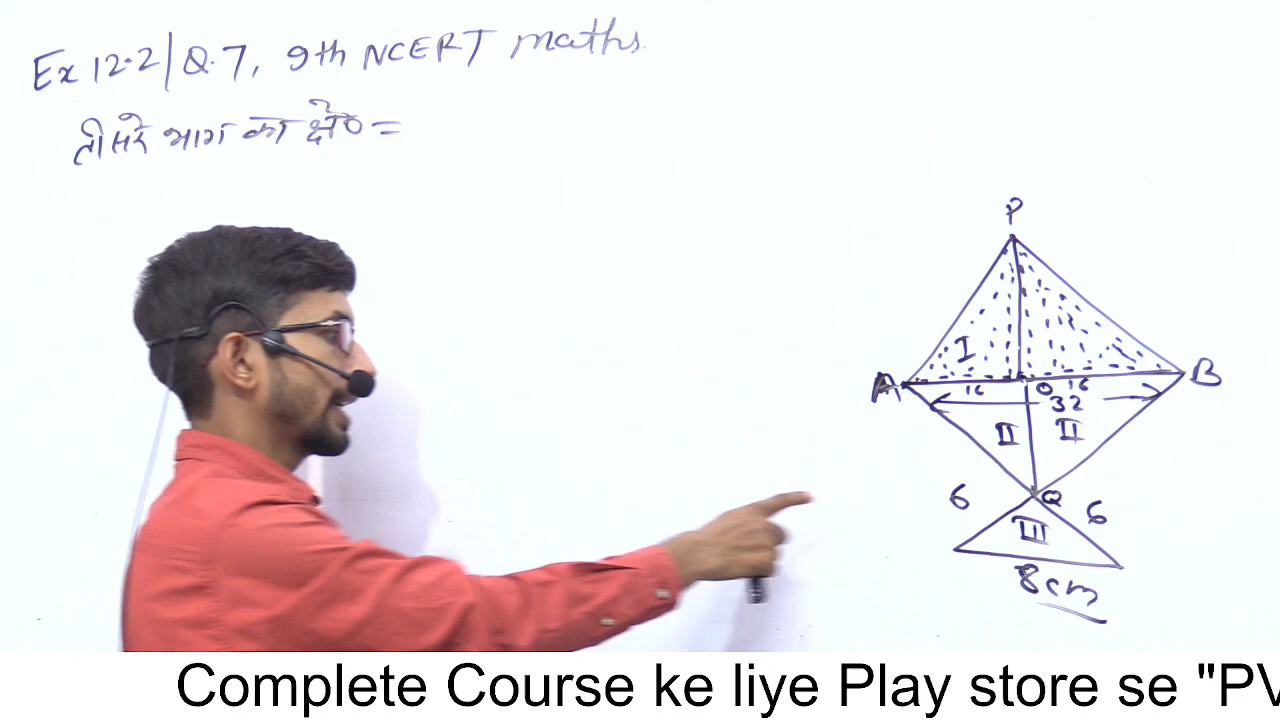 Ex 12.2 | Q.7, 9th NCERT maths.
तीसरे भाग का क्षे० =
P
I
A
B
16
O
16
32
II
II
Q
6
6
III
8cm
Complete Course ke liye Play store se "PV